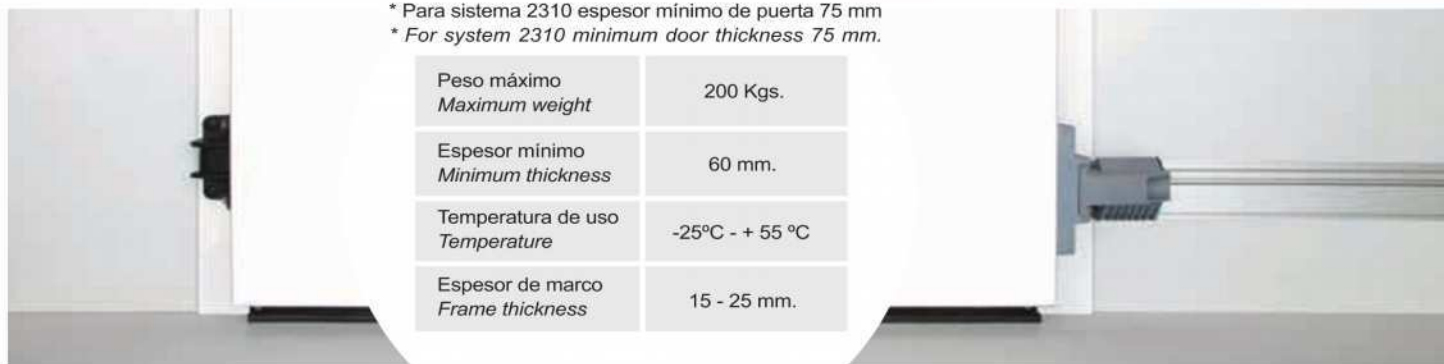 * Para sistema 2310 espesor mínimo de puerta 75 mm
* For system 2310 minimum door thickness 75 mm.
Peso máximo
Maximum weight
200 Kgs.
Espesor mínimo
Minimum thickness
60 mm.
Temperatura de uso
Temperature
-25ºC - + 55 ºC
Espesor de marco
Frame thickness
15 - 25 mm.